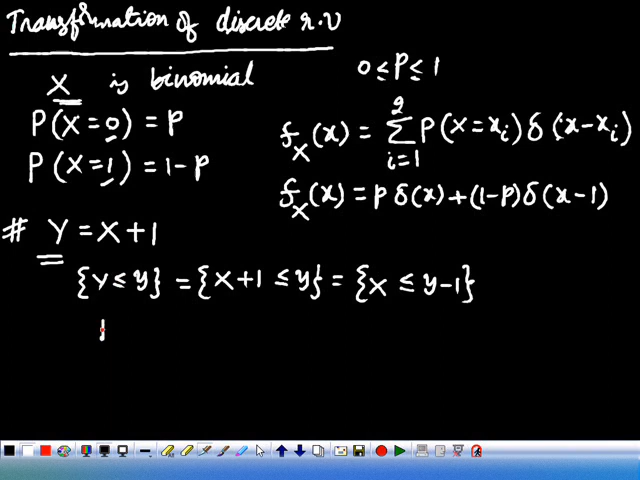 Transformation of discrete r.v
X is binomial
0 ≤ P ≤ 1
P(X=0) = p
P(X=1) = 1-p
f_X(x) = ∑_{i=1}^{2} P(X=x_i) δ(x-x_i)
f_X(x) = p δ(x) + (1-p) δ(x-1)
# Y = X+1
{Y ≤ y} = {X+1 ≤ y} = {X ≤ y-1}